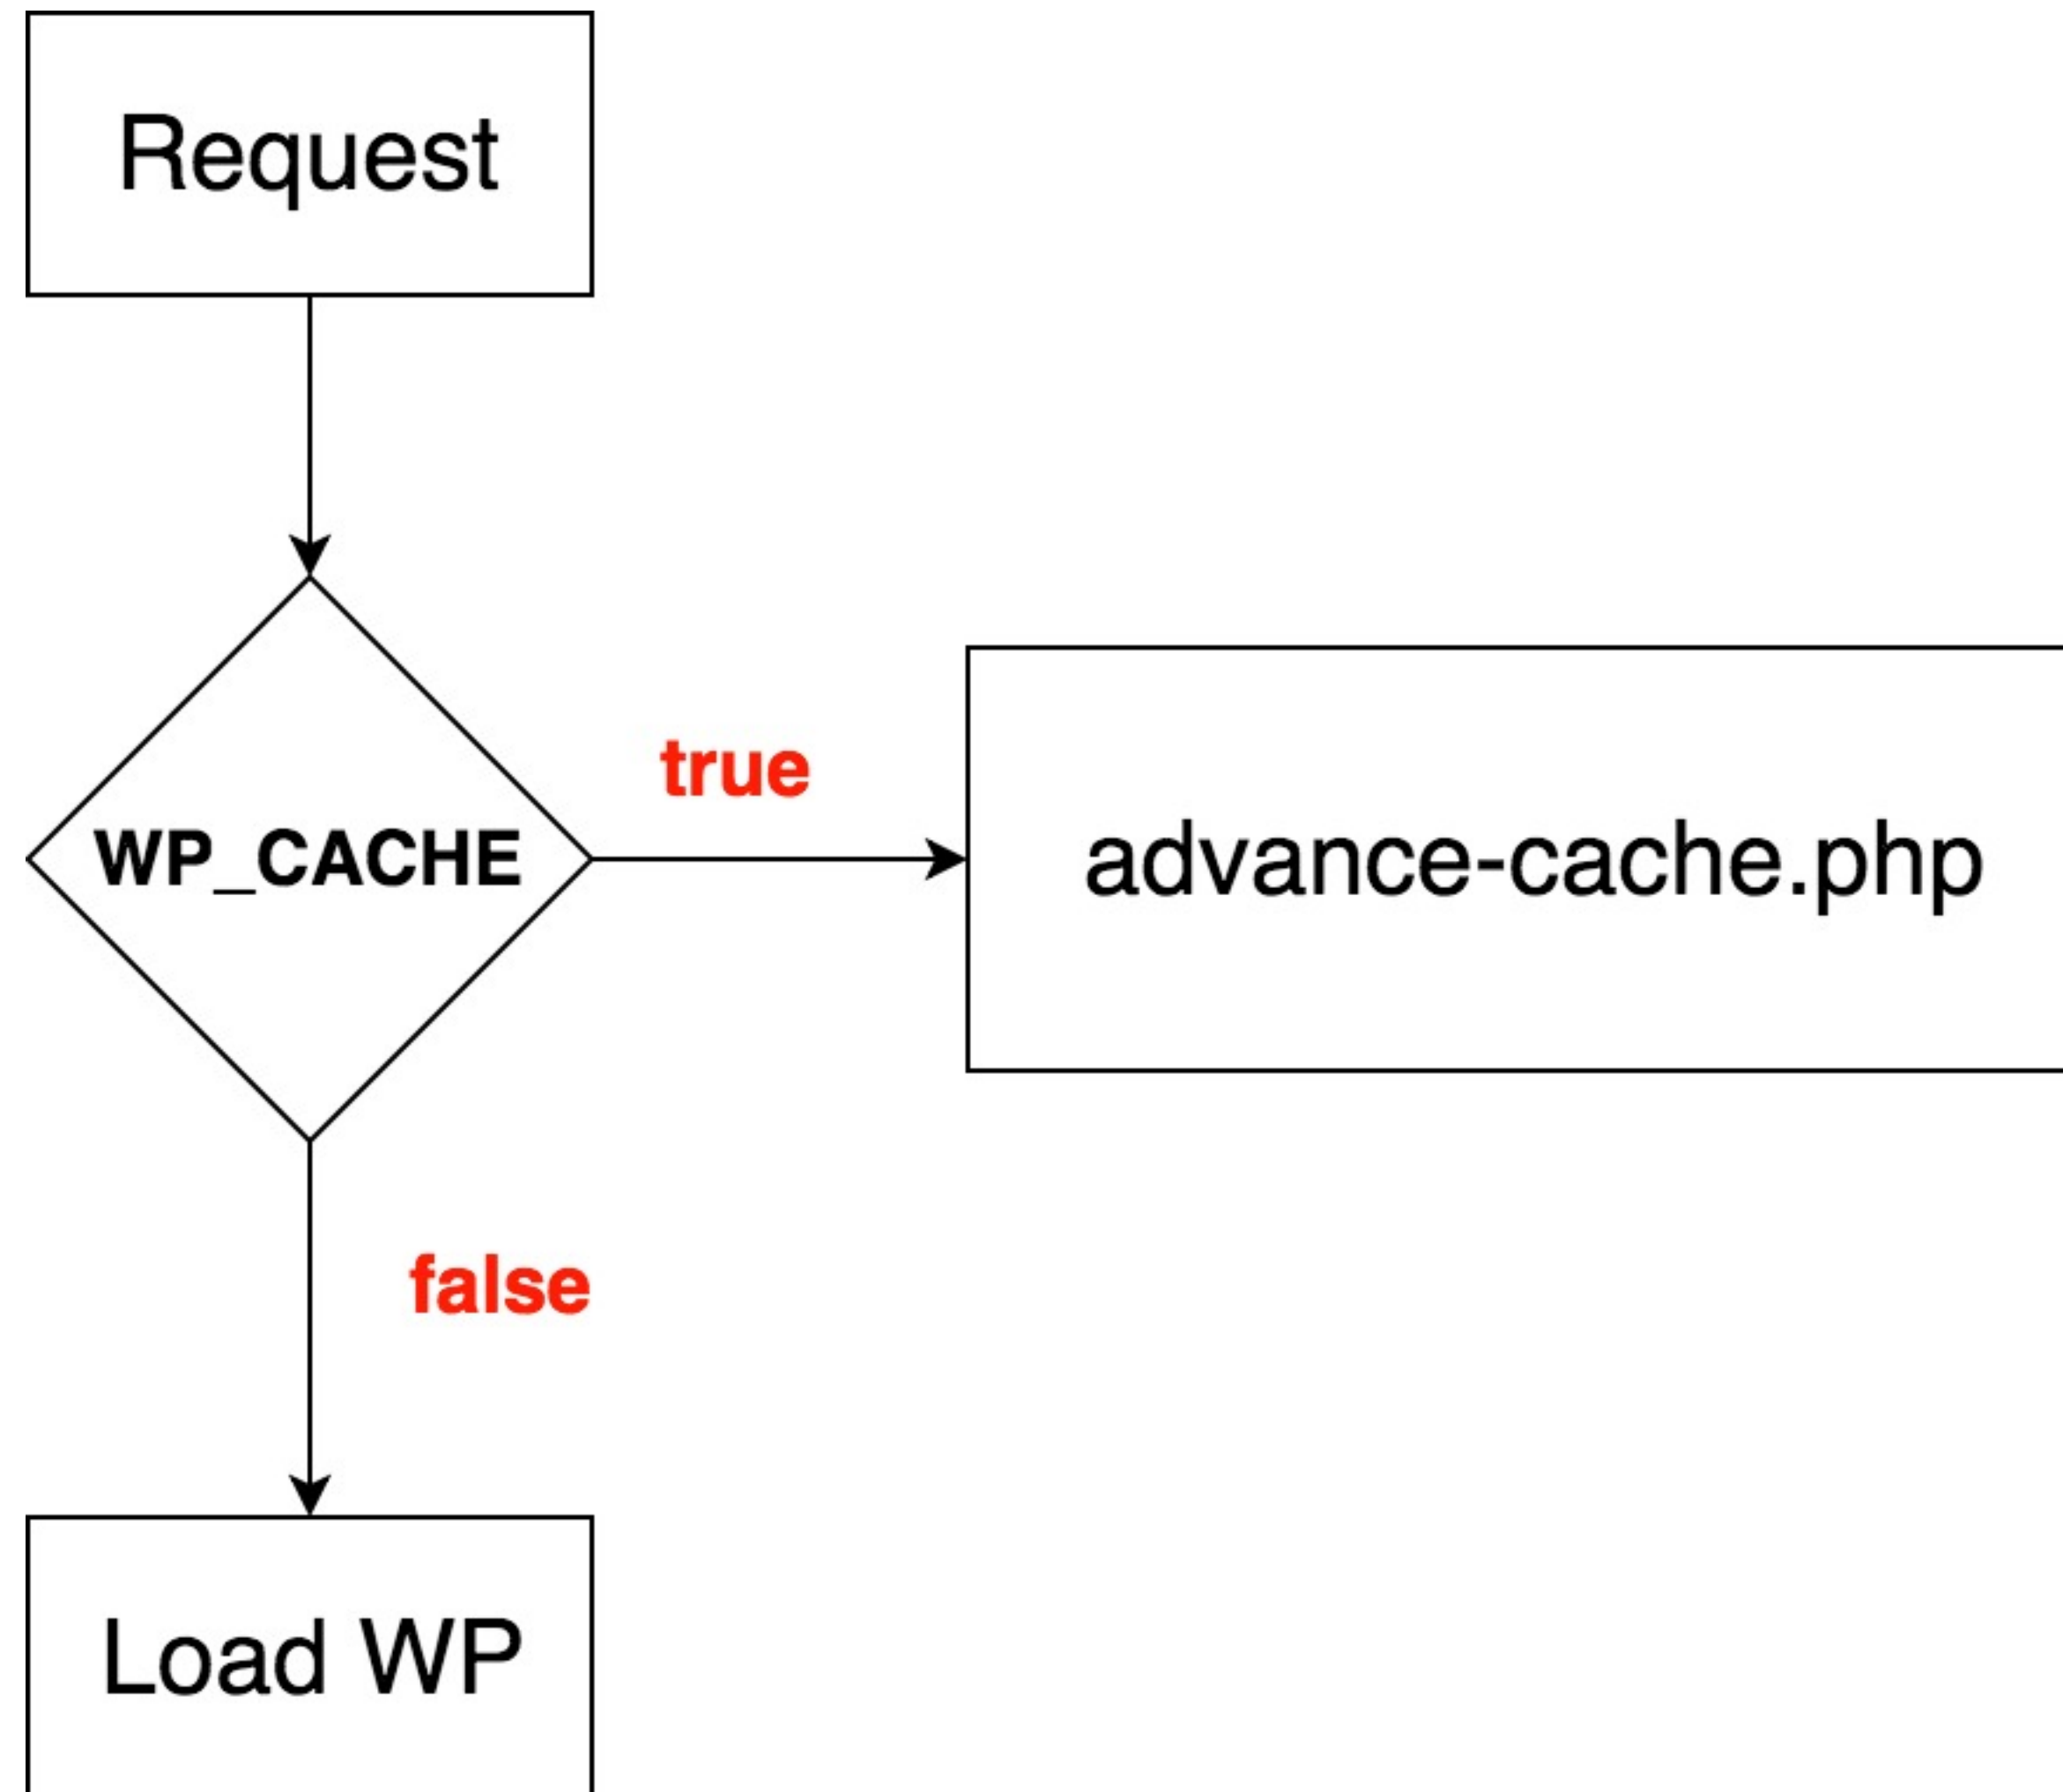 Request
true
WP_CACHE
advance-cache.php
false
Load WP